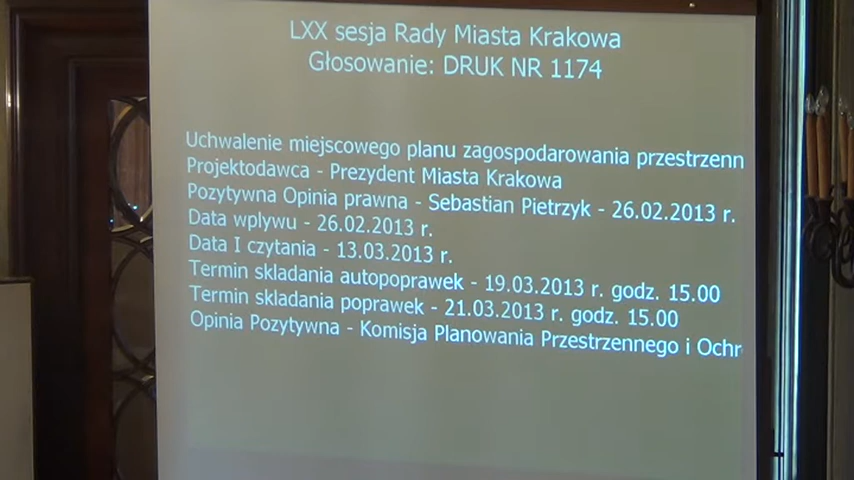 LXX sesja Rady Miasta Krakowa
Głosowanie: DRUK NR 1174
Uchwalenie miejscowego planu zagospodarowania przestrzenn
Projektodawca - Prezydent Miasta Krakowa
Pozytywna Opinia prawna - Sebastian Pietrzyk - 26.02.2013 r.
Data wplywu - 26.02.2013 r.
Data I czytania - 13.03.2013 r.
Termin skladania autopoprawek - 19.03.2013 r. godz. 15.00
Termin skladania poprawek - 21.03.2013 r. godz. 15.00
Opinia Pozytywna - Komisja Planowania Przestrzennego i Ochr